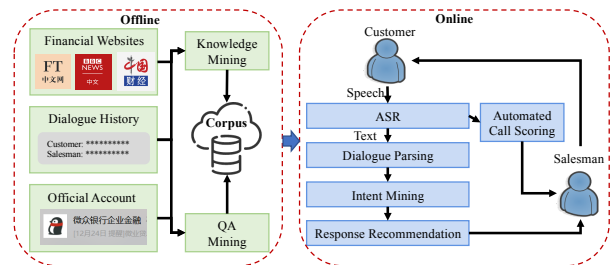 Offline
Financial Websites
FT
中文网
BBC
NEWS
中文
中国
财经
Dialogue History
Customer: **********
Salesman: **********
Official Account
微众银行企业金融
Knowledge
Mining
Corpus
QA
Mining
Online
Customer
Speech
ASR
Text
Dialogue Parsing
Intent Mining
Response Recommendation
Automated
Call Scoring
Salesman